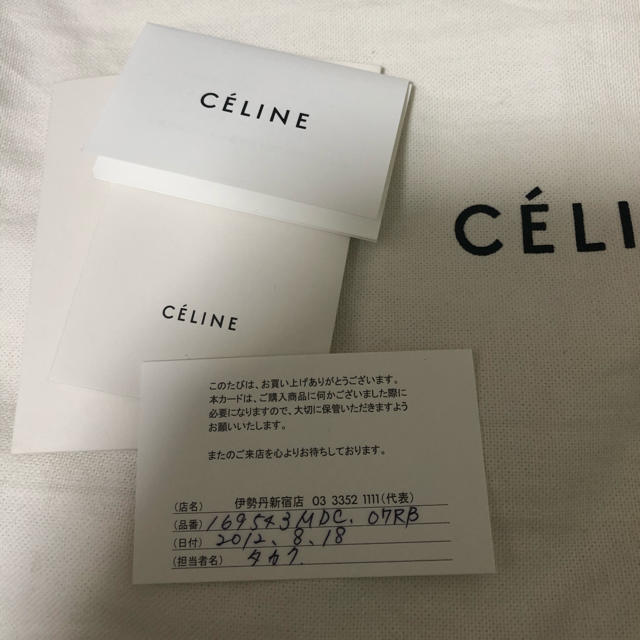 CÉLINE
CÉLI
CÉLINE
このたびは、お買い上げありがとうございます。
本カードは、ご購入商品に何かございました際に
必要になりますので、大切に保管いただきますよう
お願いいたします。
またのご来店を心よりお待ちしております。
(店名) 伊勢丹新宿店 03 3352 1111(代表)
(品番) 169543MDC. 07RB
(日付) 2012、8、18
(担当者名) タカク